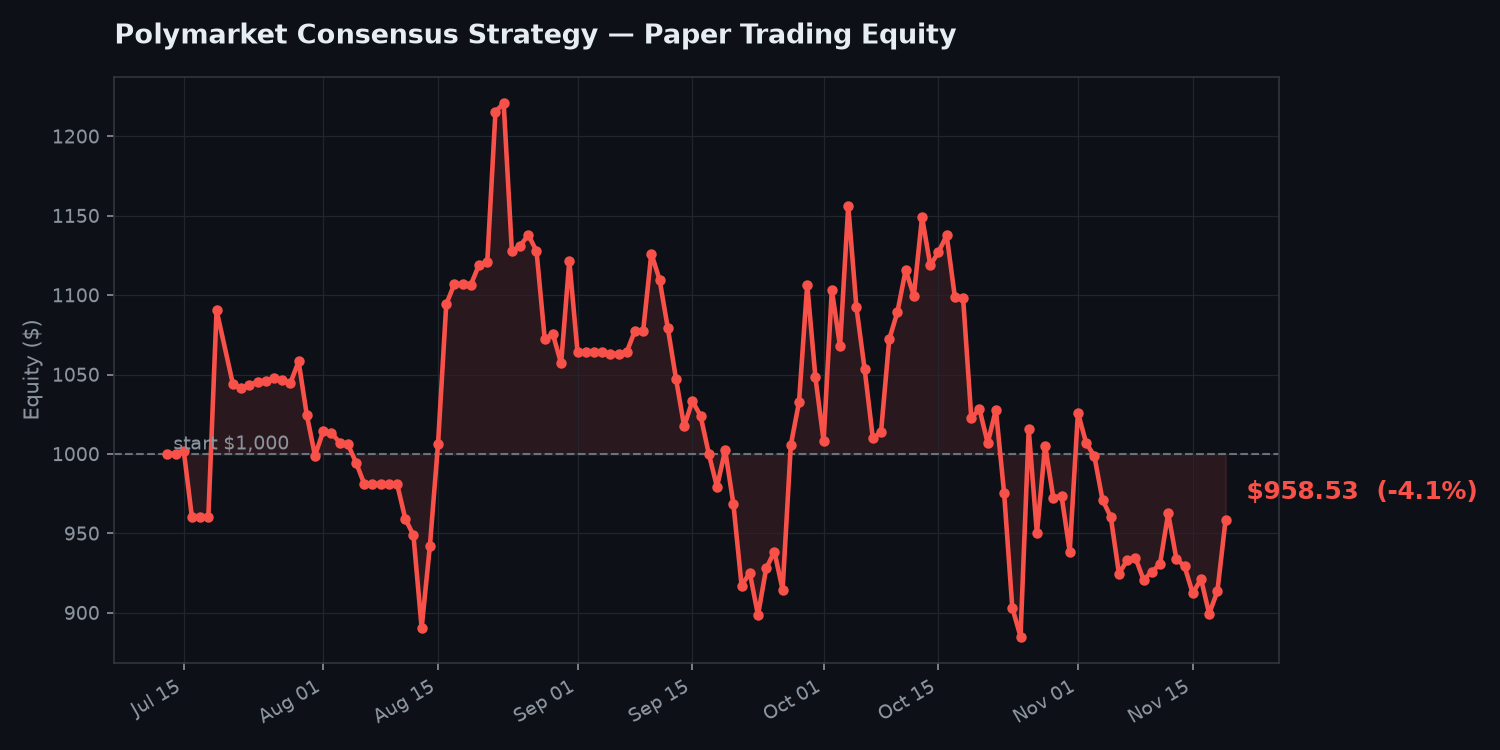 Polymarket Consensus Strategy — Paper Trading Equity
Equity ($)
1200
1150
1100
1050
1000
950
900
start $1,000
$958.53 (-4.1%)
Jul 15
Aug 01
Aug 15
Sep 01
Sep 15
Oct 01
Oct 15
Nov 01
Nov 15